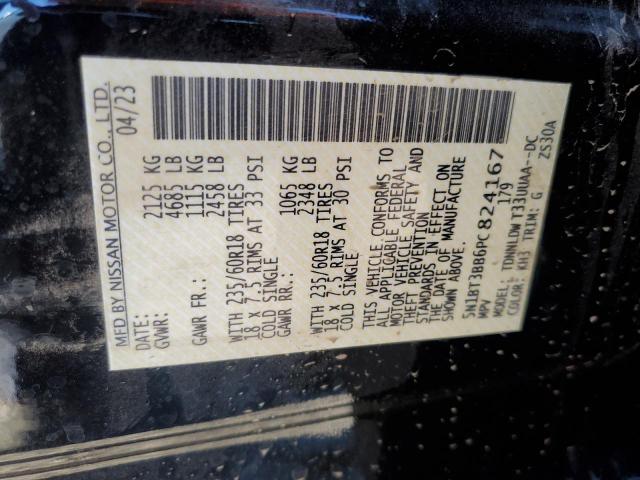 MFD BY NISSAN MOTOR CO., LTD.
DATE: 04/23
GVWR: 2125 KG
4685 LB
GAWR FR.: 1115 KG
2458 LB
WITH 235/60R18 TIRES
18 X 7.5 RIMS AT 33 PSI
COLD SINGLE
GAWR RR.: 1065 KG
2348 LB
WITH 235/60R18 TIRES
18 X 7.5 RIMS AT 30 PSI
COLD SINGLE
THIS VEHICLE CONFORMS TO
ALL APPLICABLE FEDERAL
MOTOR VEHICLE SAFETY AND
THEFT PREVENTION
STANDARDS IN EFFECT ON
THE DATE OF MANUFACTURE
SHOWN ABOVE.
5N1BT3BB6PC824167
MPV 179
MODEL: TDNNLDWT33UUAA--DC
COLOR: KH3 TRIM: G ZS30A